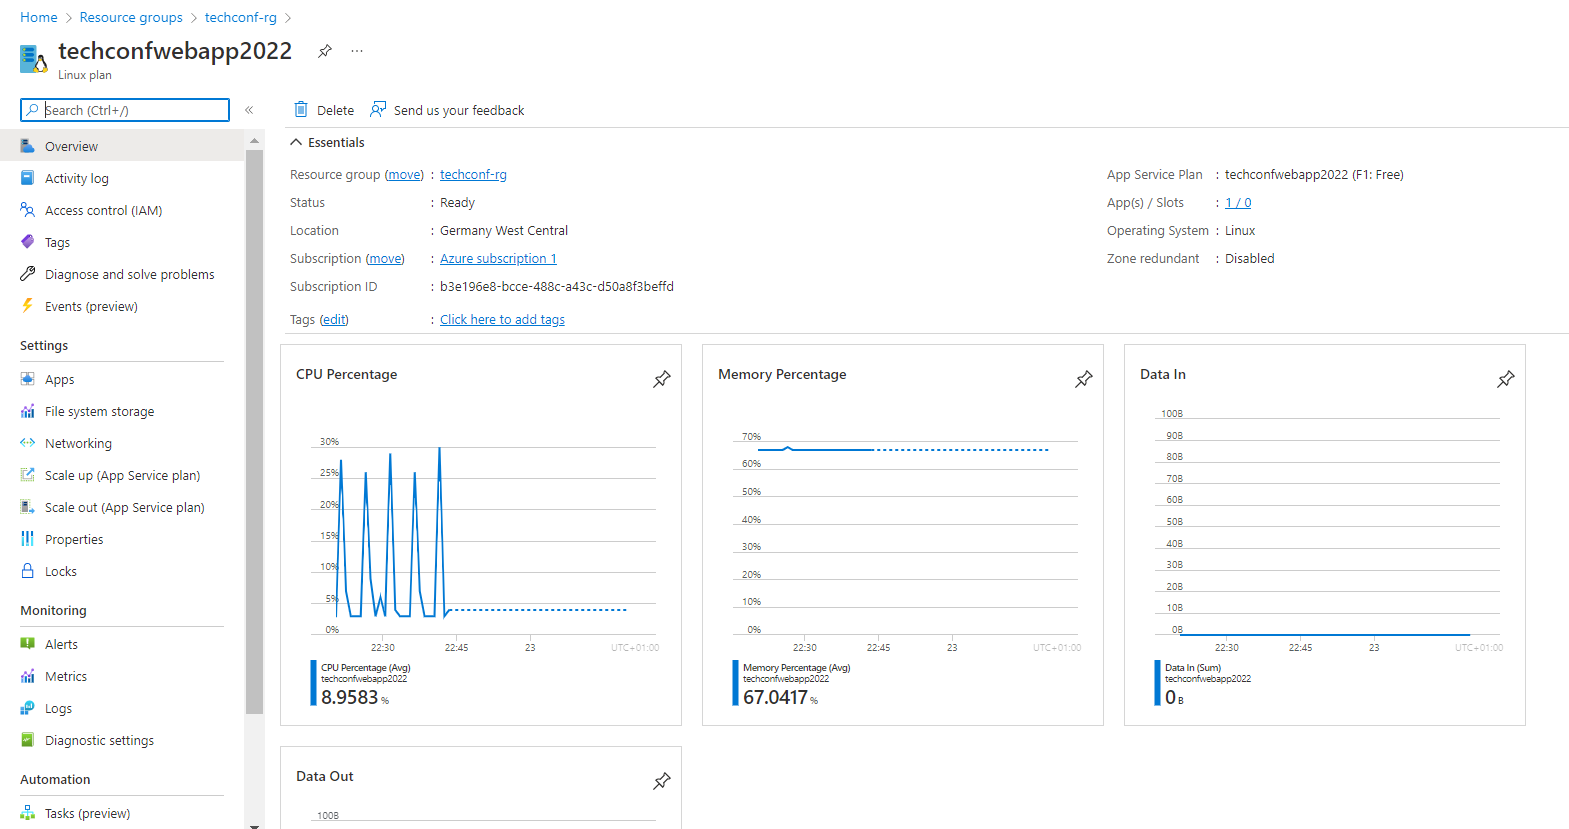 Home > Resource groups > techconf-rg >
techconfwebapp2022 ...
Linux plan
Search (Ctrl+/) «
Delete Send us your feedback
Overview
Activity log
Access control (IAM)
Tags
Diagnose and solve problems
Events (preview)
Settings
Apps
File system storage
Networking
Scale up (App Service plan)
Scale out (App Service plan)
Properties
Locks
Monitoring
Alerts
Metrics
Logs
Diagnostic settings
Automation
Tasks (preview)
Essentials
Resource group (move) : techconf-rg
Status : Ready
Location : Germany West Central
Subscription (move) : Azure subscription 1
Subscription ID : b3e196e8-bcce-488c-a43c-d50a8f3beffd
Tags (edit) : Click here to add tags
App Service Plan : techconfwebapp2022 (F1: Free)
App(s) / Slots : 1 / 0
Operating System : Linux
Zone redundant : Disabled
CPU Percentage
30%
25%
20%
15%
10%
5%
0%
22:30 22:45 23 UTC+01:00
CPU Percentage (Avg)
techconfwebapp2022
8.9583 %
Memory Percentage
70%
60%
50%
40%
30%
20%
10%
0%
22:30 22:45 23 UTC+01:00
Memory Percentage (Avg)
techconfwebapp2022
67.0417 %
Data In
100B
90B
80B
70B
60B
50B
40B
30B
20B
10B
0B
22:30 22:45 23 UTC+01:00
Data In (Sum)
techconfwebapp2022
0 B
Data Out
100B